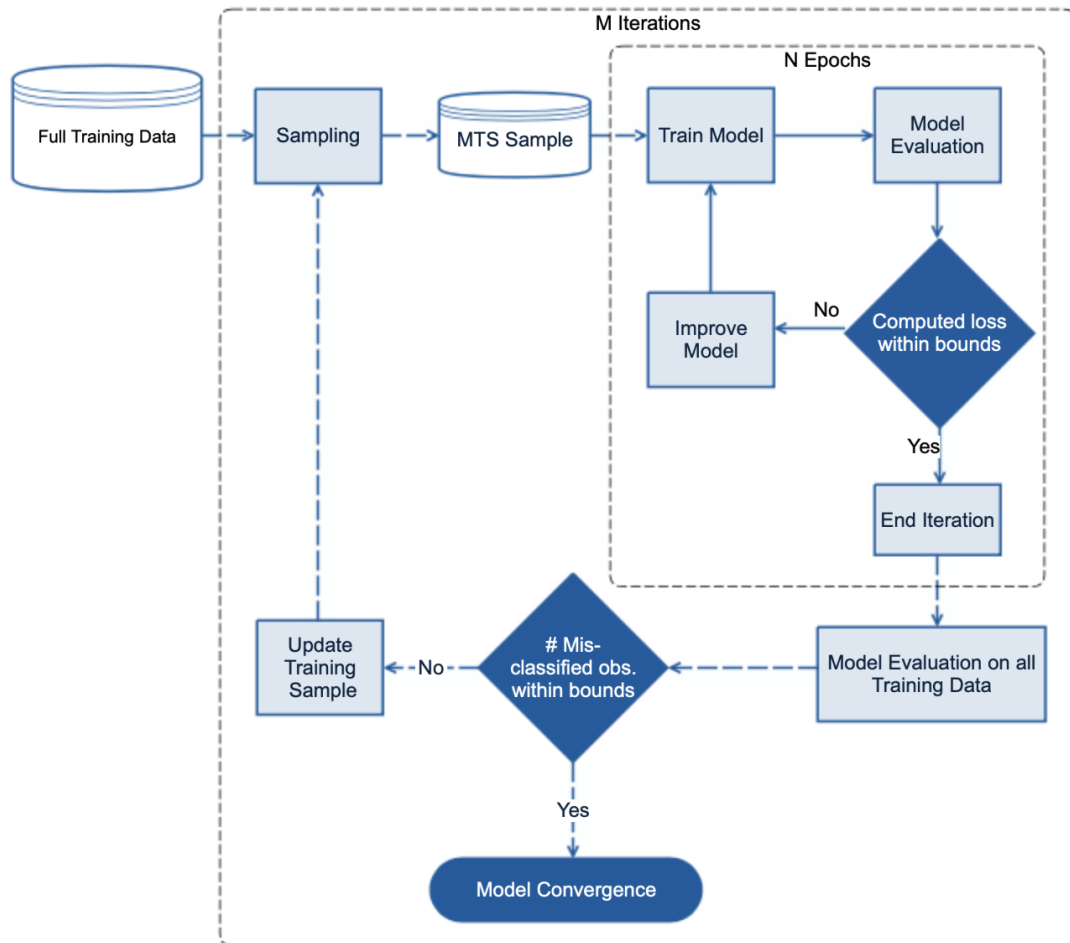 M Iterations
N Epochs
Full Training Data
Sampling
MTS Sample
Train Model
Model
Evaluation
No
Improve
Model
Computed loss
within bounds
Yes
End Iteration
Update
Training
Sample
No
# Mis-
classified obs.
within bounds
Model Evaluation on all
Training Data
Yes
Model Convergence